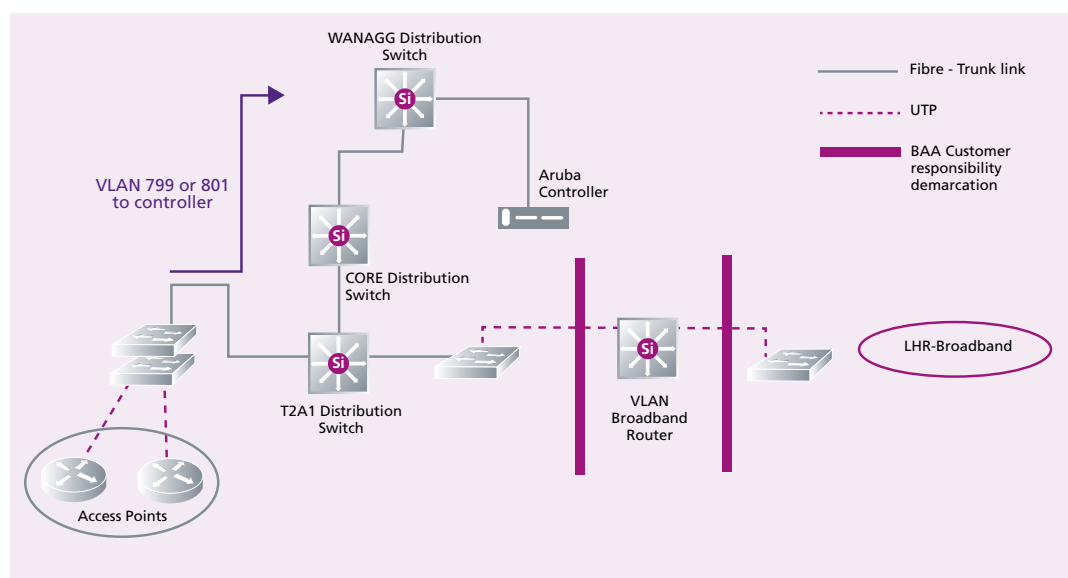 WANAGG Distribution
Switch
Si
Fibre - Trunk link
UTP
BAA Customer
responsibility
demarcation
VLAN 799 or 801
to controller
Aruba
Controller
Si
CORE Distribution
Switch
Si
T2A1 Distribution
Switch
Si
VLAN
Broadband
Router
LHR-Broadband
Access Points